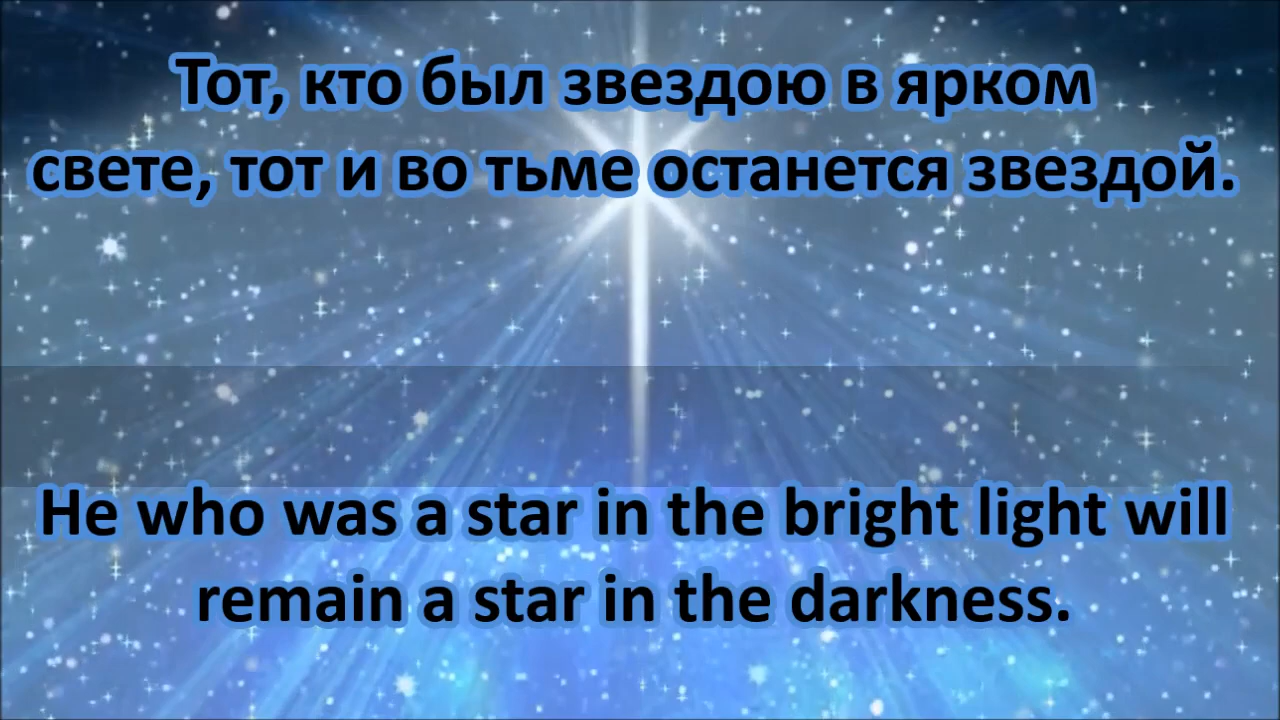 Тот, кто был звездою в ярком
свете, тот и во тьме останется звездой.
He who was a star in the bright light will
remain a star in the darkness.